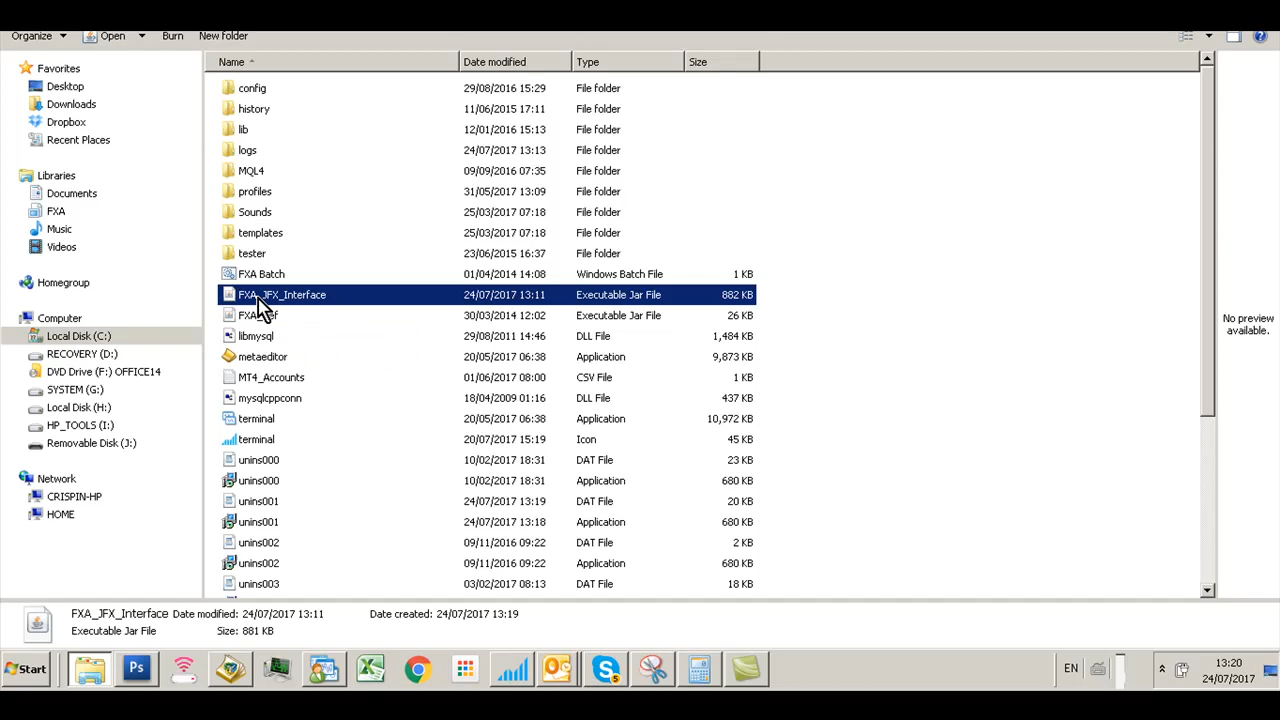 Organize Open Burn New folder
Name Date modified Type Size
Favorites
Desktop
Downloads
Dropbox
Recent Places
Libraries
Documents
FXA
Music
Videos
Homegroup
Computer
Local Disk (C:)
RECOVERY (D:)
DVD Drive (F:) OFFICE14
SYSTEM (G:)
Local Disk (H:)
HP_TOOLS (I:)
Removable Disk (J:)
Network
CRISPIN-HP
HOME
config 29/08/2016 15:29 File folder
history 11/06/2015 17:11 File folder
lib 12/01/2016 15:13 File folder
logs 24/07/2017 13:13 File folder
MQL4 09/09/2016 07:35 File folder
profiles 31/05/2017 13:09 File folder
Sounds 25/03/2017 07:18 File folder
templates 25/03/2017 07:18 File folder
tester 23/06/2015 16:37 File folder
FXA Batch 01/04/2014 14:08 Windows Batch File 1 KB
FXA_JFX_Interface 24/07/2017 13:11 Executable Jar File 882 KB
30/03/2014 12:02 Executable Jar File 26 KB
libmysql 29/08/2011 14:46 DLL File 1,484 KB
metaeditor 20/05/2017 06:38 Application 9,873 KB
MT4_Accounts 01/06/2017 08:00 CSV File 1 KB
mysqlcppconn 18/04/2009 01:16 DLL File 437 KB
terminal 20/05/2017 06:38 Application 10,972 KB
terminal 20/07/2017 15:19 Icon 45 KB
unins000 10/02/2017 18:31 DAT File 23 KB
unins000 10/02/2017 18:31 Application 680 KB
unins001 24/07/2017 13:19 DAT File 20 KB
unins001 24/07/2017 13:18 Application 680 KB
unins002 09/11/2016 09:22 DAT File 2 KB
unins002 09/11/2016 09:22 Application 680 KB
unins003 03/02/2017 08:13 DAT File 18 KB
No preview
available.
FXA_JFX_Interface Date modified: 24/07/2017 13:11 Date created: 24/07/2017 13:19
Executable Jar File Size: 881 KB
Start Ps S 5 EN 13:20
24/07/2017